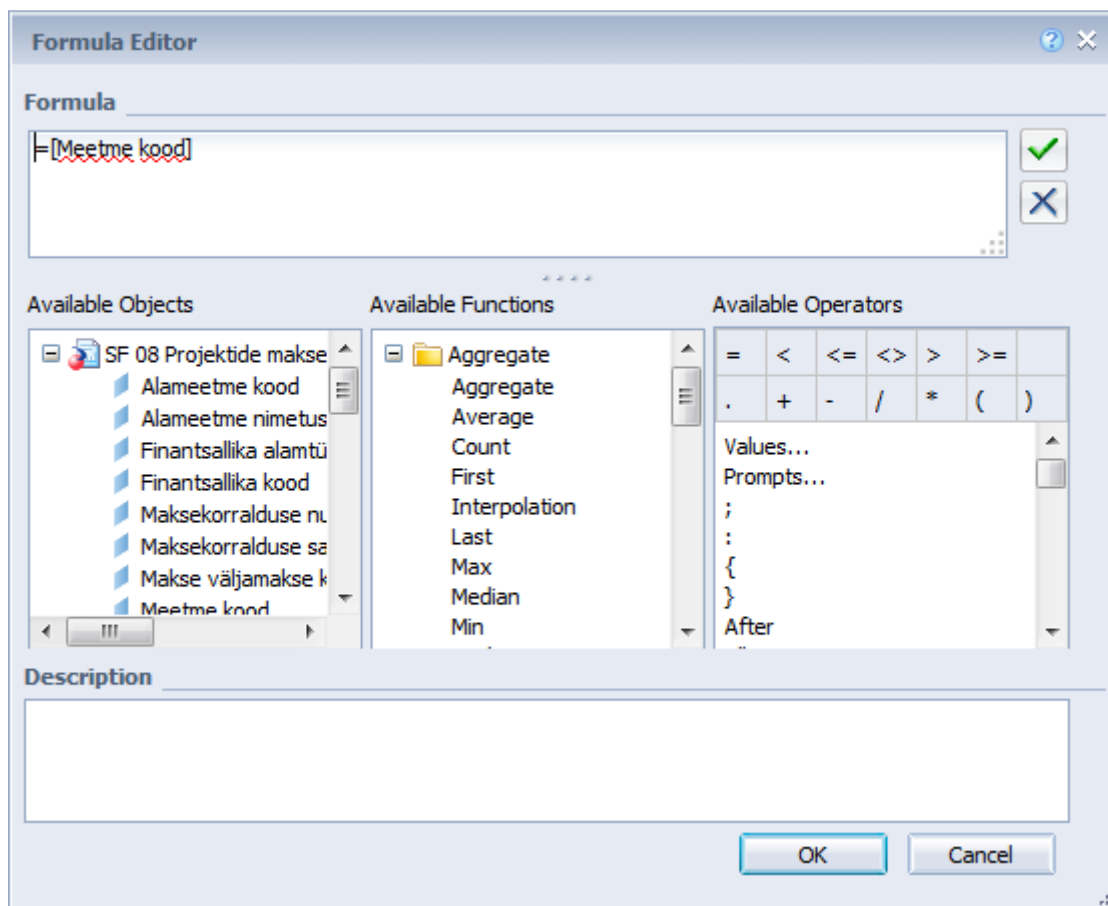 Formula Editor
Formula
=[Meetme kood]
Available Objects
SF 08 Projektide makse
Alameetme kood
Alameetme nimetus
Finantsallika alamtü
Finantsallika kood
Maksekorralduse nu
Maksekorralduse sa
Makse väljamakse k
Meetme kood
Available Functions
Aggregate
Aggregate
Average
Count
First
Interpolation
Last
Max
Median
Min
Available Operators
= < <= <> > >=
. + - / * ( )
Values...
Prompts...
;
:
{
}
After
Description
OK Cancel